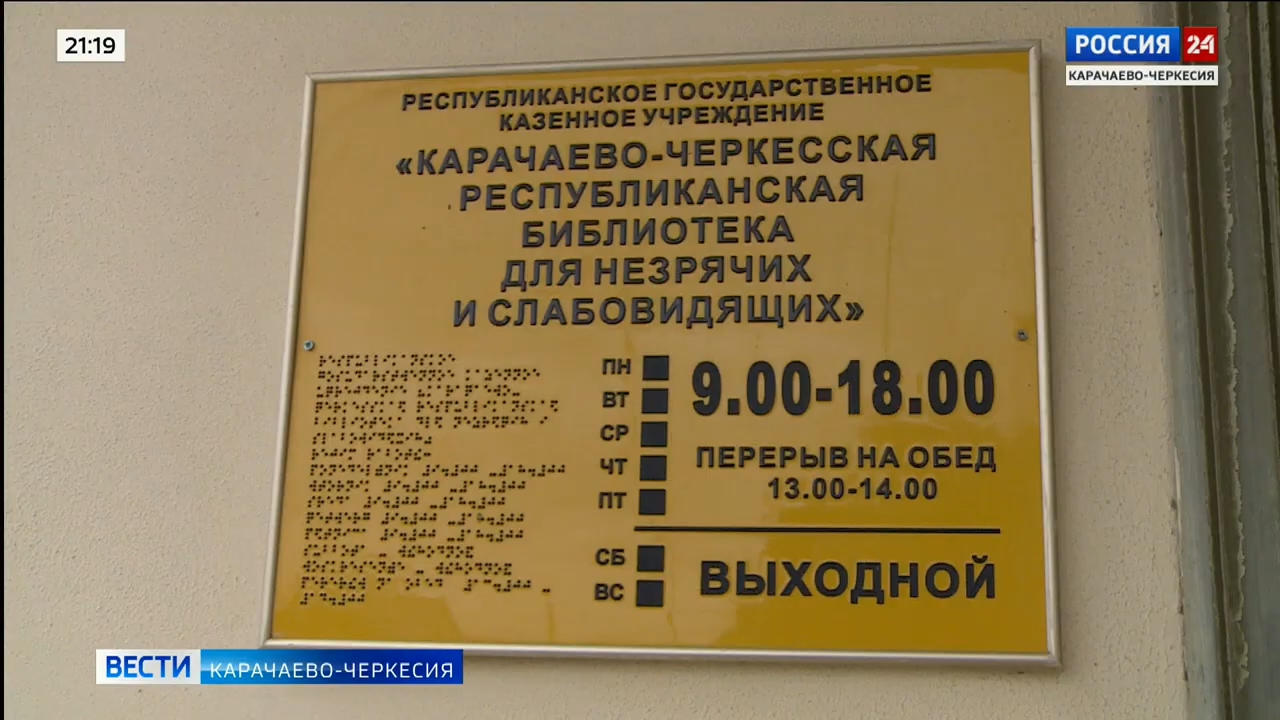 21:19
РОССИЯ 24
КАРАЧАЕВО-ЧЕРКЕСИЯ
РЕСПУБЛИКАНСКОЕ ГОСУДАРСТВЕННОЕ
КАЗЕННОЕ УЧРЕЖДЕНИЕ
«КАРАЧАЕВО-ЧЕРКЕССКАЯ
РЕСПУБЛИКАНСКАЯ
БИБЛИОТЕКА
ДЛЯ НЕЗРЯЧИХ
И СЛАБОВИДЯЩИХ»
ПН
ВТ
СР
ЧТ
ПТ
9.00-18.00
ПЕРЕРЫВ НА ОБЕД
13.00-14.00
СБ
ВС
ВЫХОДНОЙ
ВЕСТИ КАРАЧАЕВО-ЧЕРКЕСИЯ